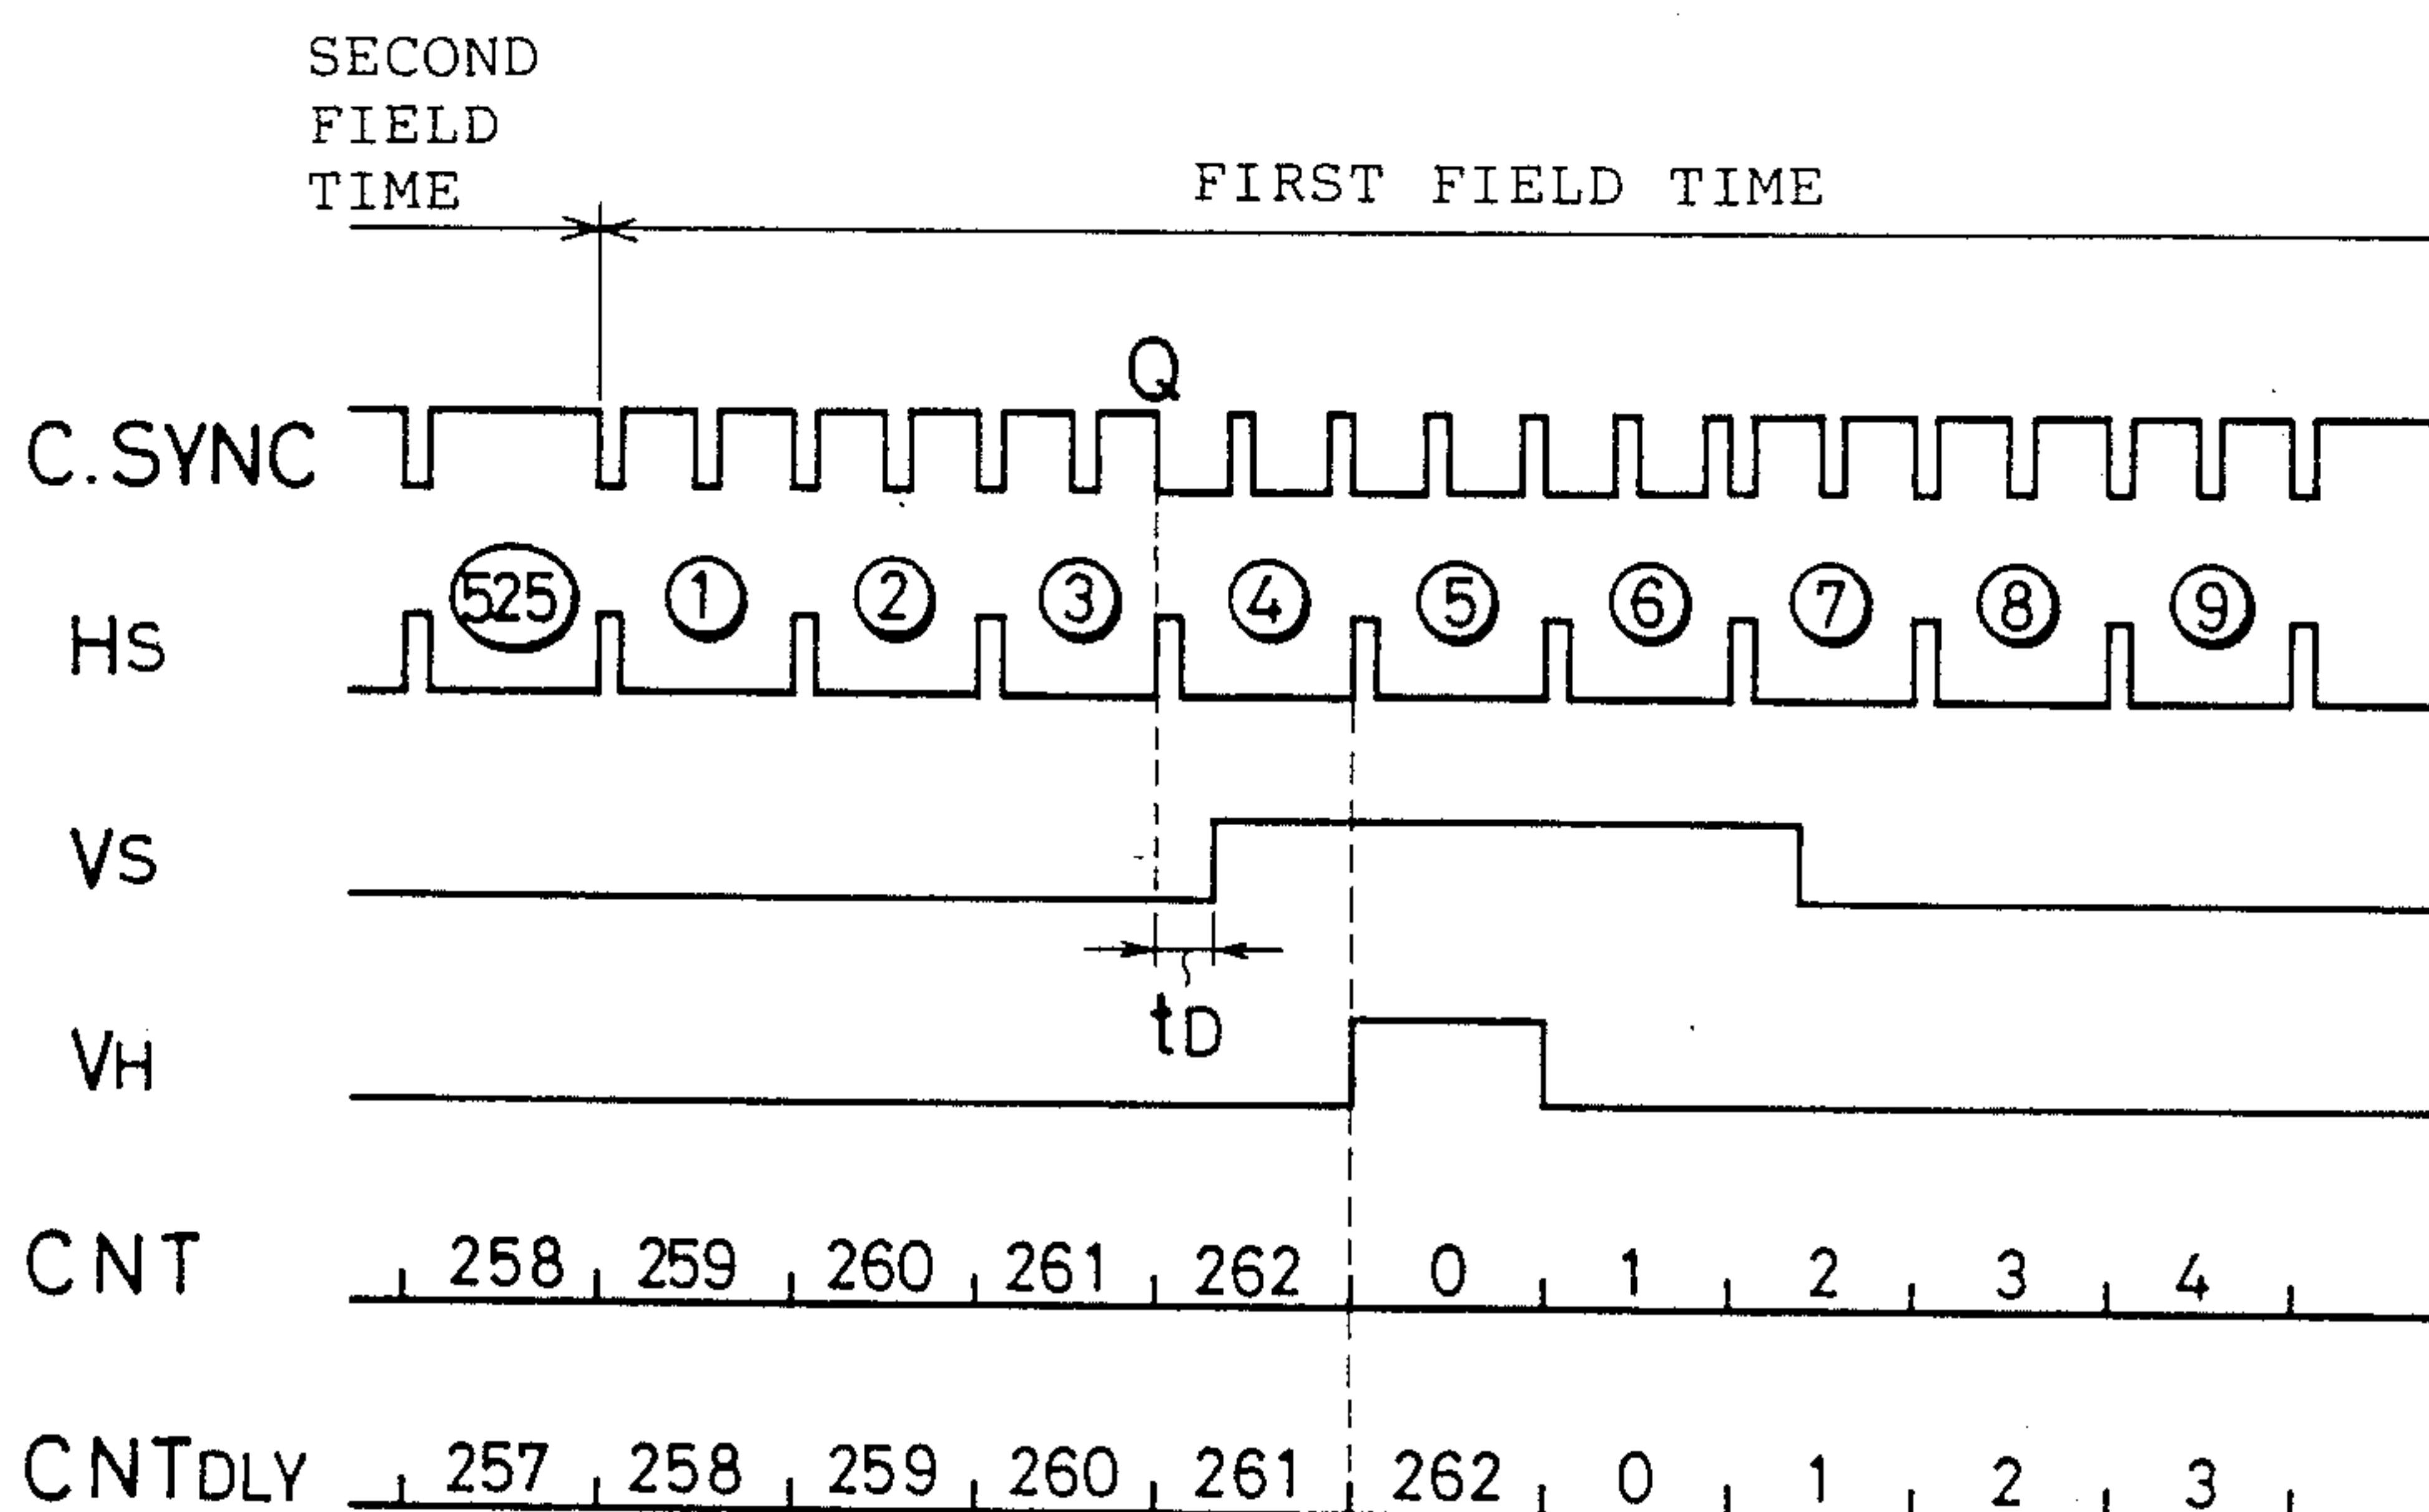 SECOND
FIELD
TIME
FIRST FIELD TIME
Q
C.SYNC
HS
525 1 2 3 4 5 6 7 8 9
VS
tD
VH
CNT 258 259 260 261 262 0 1 2 3 4
CNTDLY 257 258 259 260 261 262 0 1 2 3